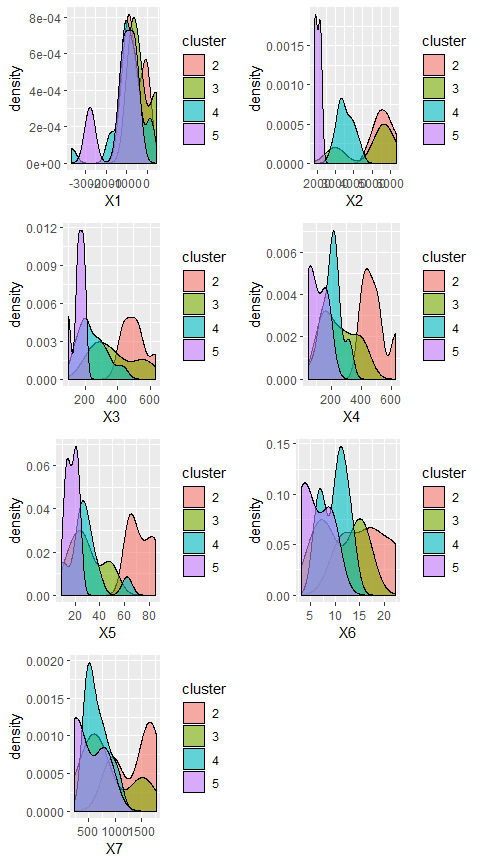 8e-04
6e-04
4e-04
2e-04
0e+00
density
X1
cluster
2
3
4
5
0.0015
0.0010
0.0005
0.0000
density
X2
cluster
2
3
4
5
0.012
0.009
0.006
0.003
0.000
density
200 400 600
X3
cluster
2
3
4
5
0.006
0.004
0.002
0.000
density
200 400 600
X4
cluster
2
3
4
5
0.06
0.04
0.02
0.00
density
20 40 60 80
X5
cluster
2
3
4
5
0.15
0.10
0.05
0.00
density
5 10 15 20
X6
cluster
2
3
4
5
0.0020
0.0015
0.0010
0.0005
0.0000
density
500 1000 1500
X7
cluster
2
3
4
5